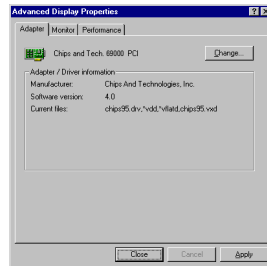 Advanced Display Properties
Adapter Monitor Performance
Chips and Tech. 69000 PCI
Change...
Adapter / Driver information
Manufacturer: Chips And Technologies, Inc.
Software version: 4.0
Current files: chips95.drv,*vdd,*vflatd,chips95.vxd
Close Cancel Apply